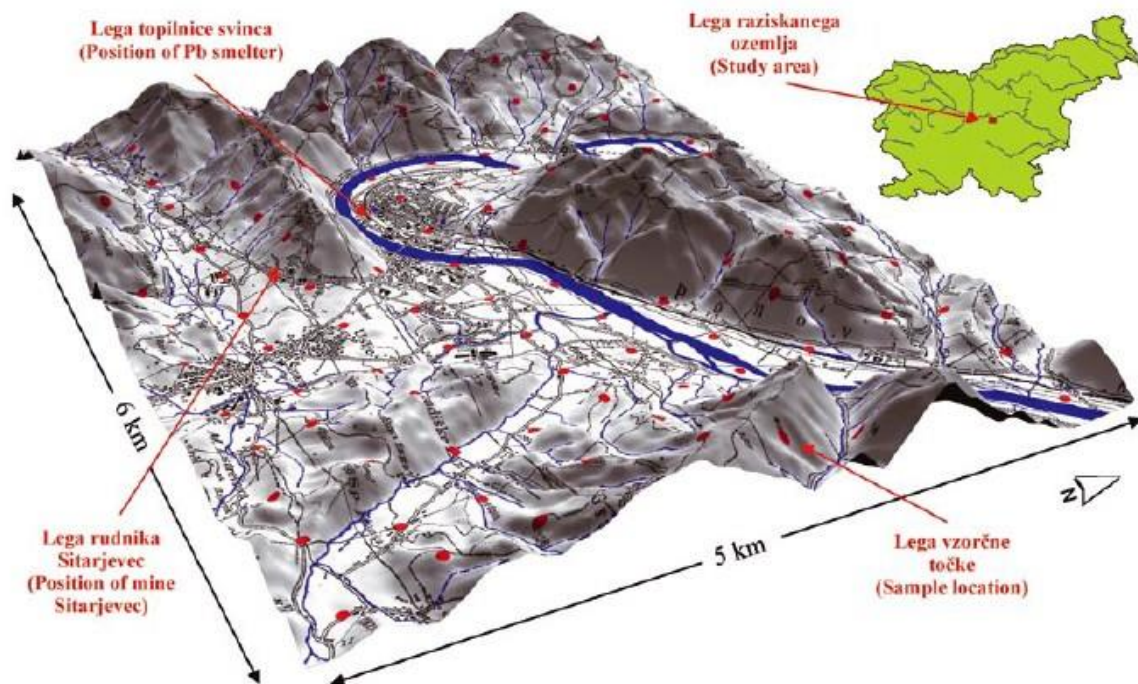 Lega topilnice svinca
(Position of Pb smelter)
Lega raziskanega
ozemlja
(Study area)
6 km
Lega rudnika
Sitarjevec
(Position of mine
Sitarjevec)
5 km
N
Lega vzorčne
točke
(Sample location)